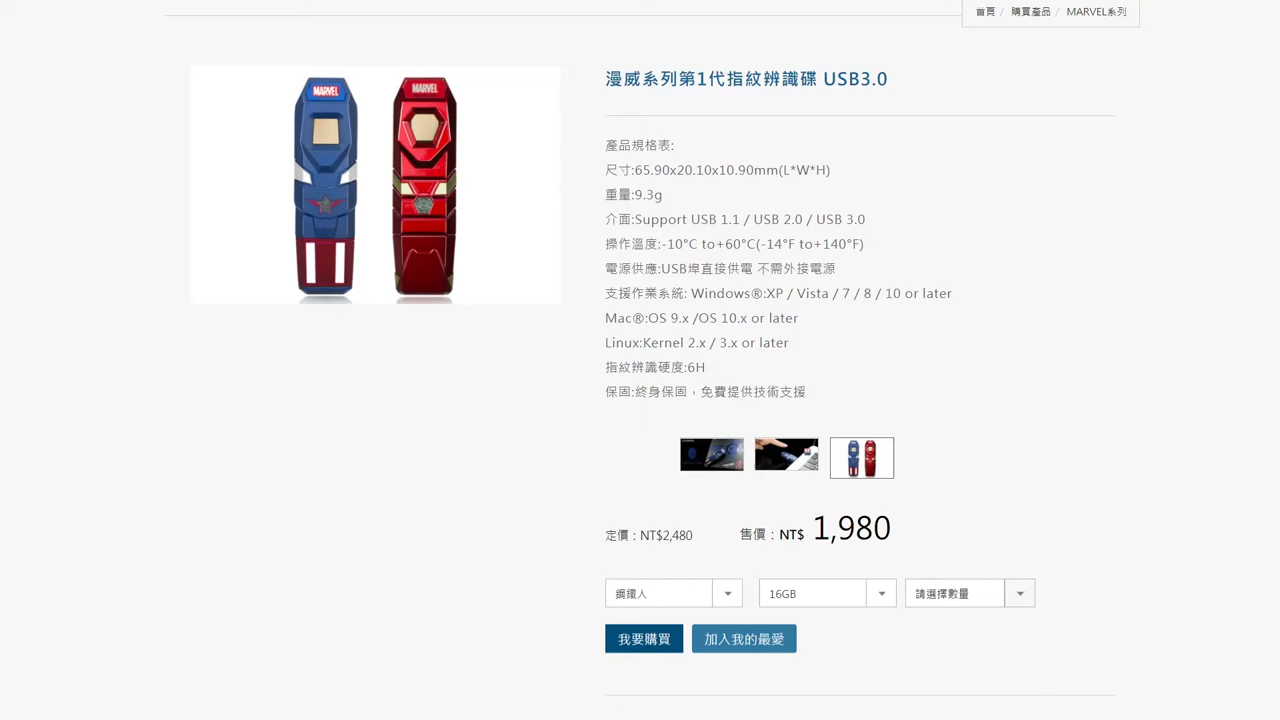 首頁 / 購買產品 / MARVEL系列
MARVEL
MARVEL
漫威系列第1代指紋辨識碟 USB3.0
產品規格表:
尺寸:65.90x20.10x10.90mm(L*W*H)
重量:9.3g
介面:Support USB 1.1 / USB 2.0 / USB 3.0
操作溫度:-10°C to+60°C(-14°F to+140°F)
電源供應:USB埠直接供電 不需外接電源
支援作業系統: Windows®:XP / Vista / 7 / 8 / 10 or later
Mac®:OS 9.x /OS 10.x or later
Linux:Kernel 2.x / 3.x or later
指紋辨識硬度:6H
保固:終身保固，免費提供技術支援
定價：NT$2,480
售價：NT$ 1,980
鋼鐵人
16GB
請選擇數量
我要購買
加入我的最愛